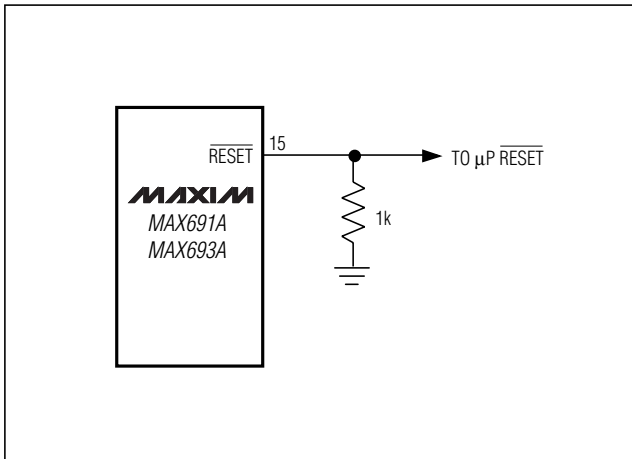 RESET 15
TO μP RESET
MAXIM
MAX691A
1k
MAX693A